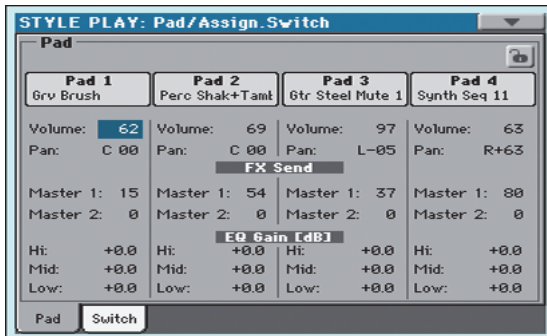 STYLE PLAY: Pad/Assign.Switch
Pad
Pad 1 Pad 2 Pad 3 Pad 4
Grv Brush Perc Shak+Tamb Gtr Steel Mute 1 Synth Seq 11
Volume: 62 Volume: 69 Volume: 97 Volume: 63
Pan: C 00 Pan: C 00 Pan: L-05 Pan: R+63
FX Send
Master 1: 15 Master 1: 54 Master 1: 37 Master 1: 80
Master 2: 0 Master 2: 0 Master 2: 0 Master 2: 0
EQ Gain [dB]
Hi: +0.0 Hi: +0.0 Hi: +0.0 Hi: +0.0
Mid: +0.0 Mid: +0.0 Mid: +0.0 Mid: +0.0
Low: +0.0 Low: +0.0 Low: +0.0 Low: +0.0
Pad Switch